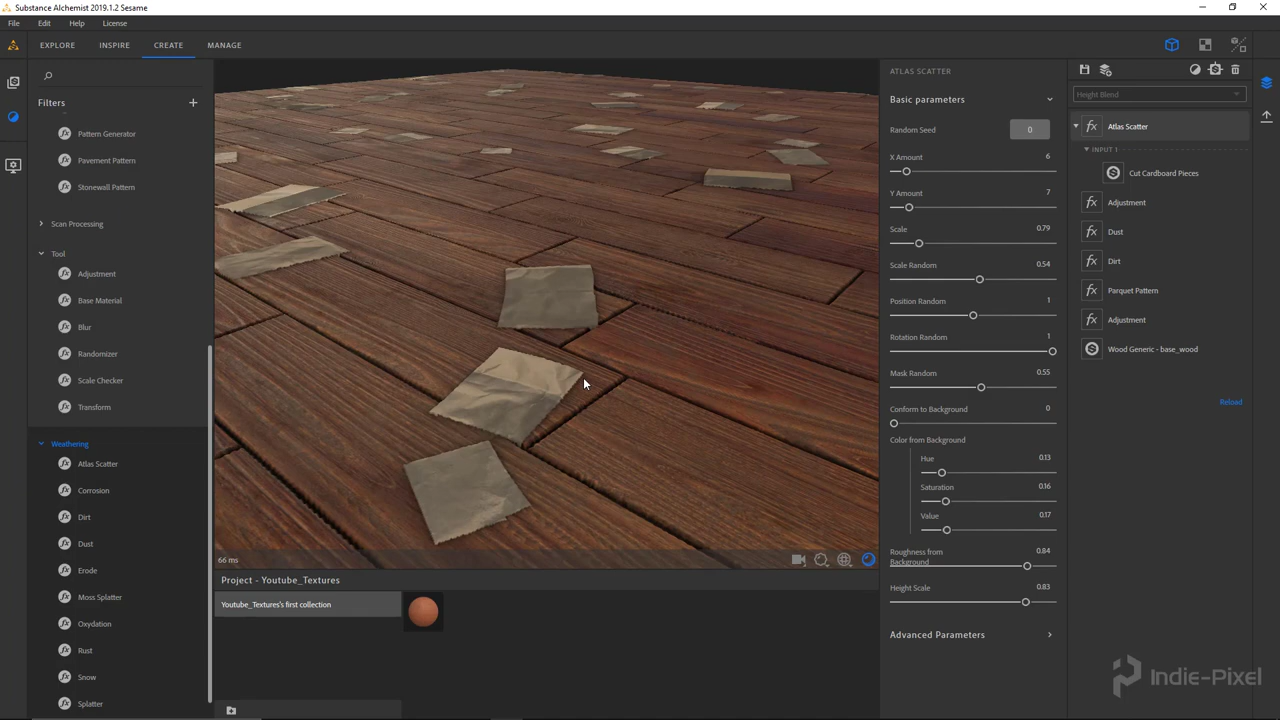 Substance Alchemist 2019.1.2 Sesame
File Edit Help License
EXPLORE INSPIRE CREATE MANAGE
Filters
Pattern Generator
Pavement Pattern
Stonewall Pattern
Scan Processing
Tool
Adjustment
Base Material
Blur
Randomizer
Scale Checker
Transform
Weathering
Atlas Scatter
Corrosion
Dirt
Dust
Erode
Moss Splatter
Oxydation
Rust
Snow
Splatter
66 ms
Project - Youtube_Textures
Youtube_Textures's first collection
ATLAS SCATTER
Basic parameters
Random Seed 0
X Amount 6
Y Amount 7
Scale 0.79
Scale Random 0.54
Position Random 1
Rotation Random 1
Mask Random 0.55
Conform to Background 0
Color from Background
Hue 0.13
Saturation 0.16
Value 0.17
Roughness from 0.84
Background
Height Scale 0.83
Advanced Parameters
Height Blend
Atlas Scatter
INPUT 1
Cut Cardboard Pieces
Adjustment
Dust
Dirt
Parquet Pattern
Adjustment
Wood Generic - base_wood
Reload
Indie-Pixel